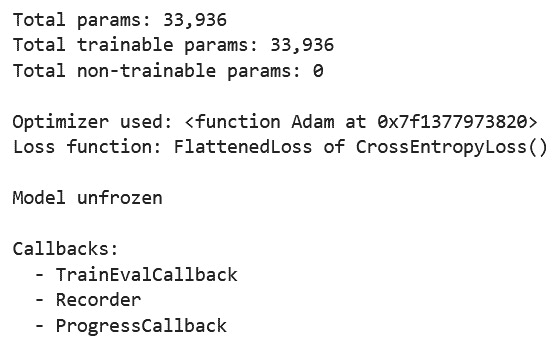 Total params: 33,936
Total trainable params: 33,936
Total non-trainable params: 0
Optimizer used: <function Adam at 0x7f1377973820>
Loss function: FlattenedLoss of CrossEntropyLoss()
Model unfrozen
Callbacks:
- TrainEvalCallback
- Recorder
- ProgressCallback